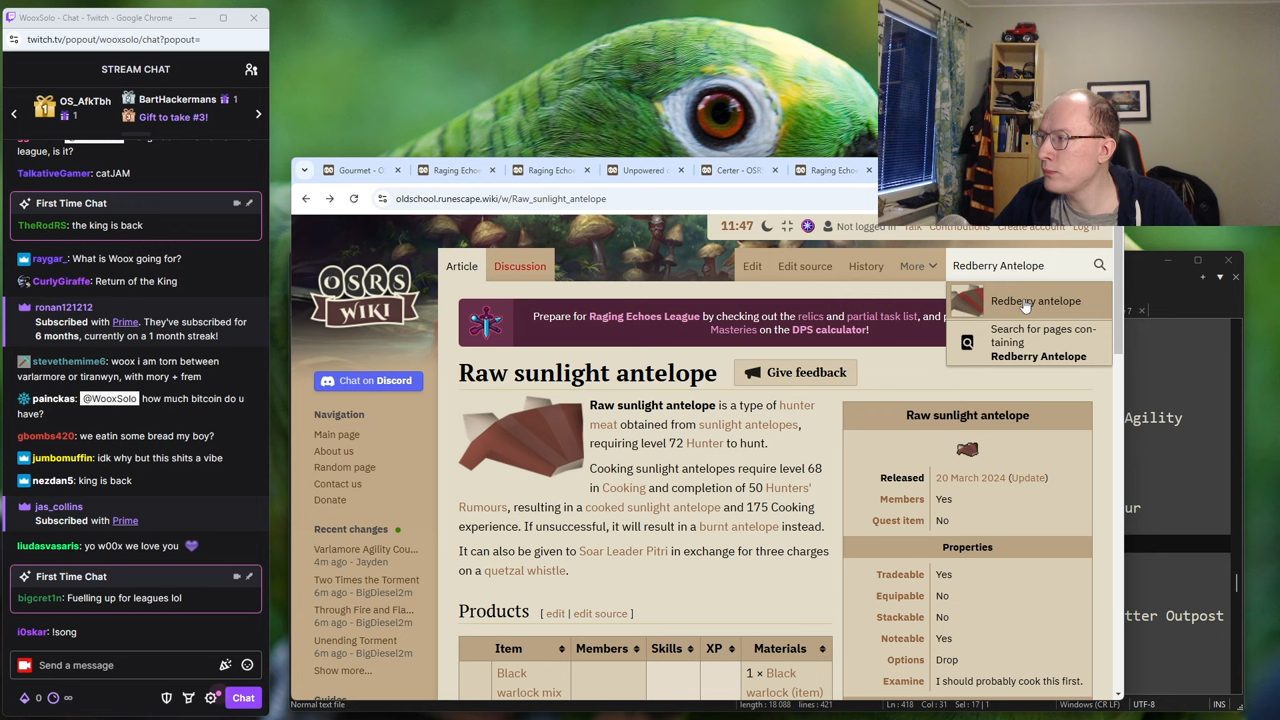 WooxSolo - Chat - Twitch - Google Chrome
twitch.tv/popout/wooxsolo/chat?popout=
STREAM CHAT
OS_AfkTbh
1
BartHackermans 1
Gift to take #3!
league, is it?
TalkativeGamer: catJAM
First Time Chat
TheRodRS: the king is back
raygar_: What is Woox going for?
CurlyGiraffe: Return of the King
ronan121212
Subscribed with Prime. They've subscribed for
6 months, currently on a 1 month streak!
stevethemime6: woox i am torn between
varlarmore or tiranwyn, with mory + frem
painckas: @WooxSolo how much bitcoin do u
have?
gbombs420: we eatin some bread my boy?
jumbomuffin: idk why but this shits a vibe
nezdan5: king is back
jas_collins
Subscribed with Prime
liudasvasaris: yo w00x we love you
First Time Chat
bigcret1n: Fuelling up for leagues lol
i0skar: !song
Send a message
0
∞
Chat
Gourmet - O
Raging Echoe
Raging Echoe
Unpowered o
Certer - OSR
Raging Echoe
oldschool.runescape.wiki/w/Raw_sunlight_antelope
11:47
Not logged in
Talk
Contributions
Create account
Log in
OSRS
WIKI
Article
Discussion
Edit
Edit source
History
More
Redberry Antelope
Redberry antelope
Search for pages con-
taining
Redberry Antelope
Prepare for Raging Echoes League by checking out the relics and partial task list, and p
Masteries on the DPS calculator!
Chat on Discord
Navigation
Main page
About us
Random page
Contact us
Donate
Recent changes
Varlamore Agility Cou...
4m ago - Jayden
Two Times the Torment
6m ago - BigDiesel2m
Through Fire and Fla...
6m ago - BigDiesel2m
Unending Torment
6m ago - BigDiesel2m
Show more...
Guides
Raw sunlight antelope
Give feedback
Raw sunlight antelope is a type of hunter
meat obtained from sunlight antelopes,
requiring level 72 Hunter to hunt.
Cooking sunlight antelopes require level 68
in Cooking and completion of 50 Hunters'
Rumours, resulting in a cooked sunlight antelope and 175 Cooking
experience. If unsuccessful, it will result in a burnt antelope instead.
It can also be given to Soar Leader Pitri in exchange for three charges
on a quetzal whistle.
Products [ edit | edit source ]
Item
Members
Skills
XP
Materials
Black
warlock mix
1 × Black
warlock (item)
Raw sunlight antelope
Released 20 March 2024 (Update)
Members Yes
Quest item No
Properties
Tradeable Yes
Equipable No
Stackable No
Noteable Yes
Options Drop
Examine I should probably cook this first.
7
Agility
ur
tter Outpost
Normal text file
length : 18 088 lines : 421
Ln : 418 Col : 31 Sel : 17 | 1
Windows (CR LF)
UTF-8
INS